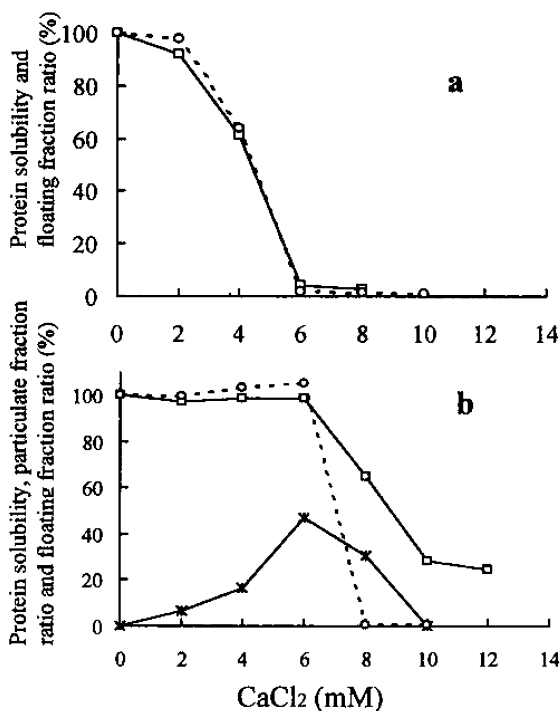 Protein solubility and
floating fraction ratio (%)
100
80
60
40
20
0
a
0 2 4 6 8 10 12 14
Protein solubility, particulate fraction
ratio and floating fraction ratio (%)
100
80
60
40
20
0
b
0 2 4 6 8 10 12 14
CaCl2 (mM)